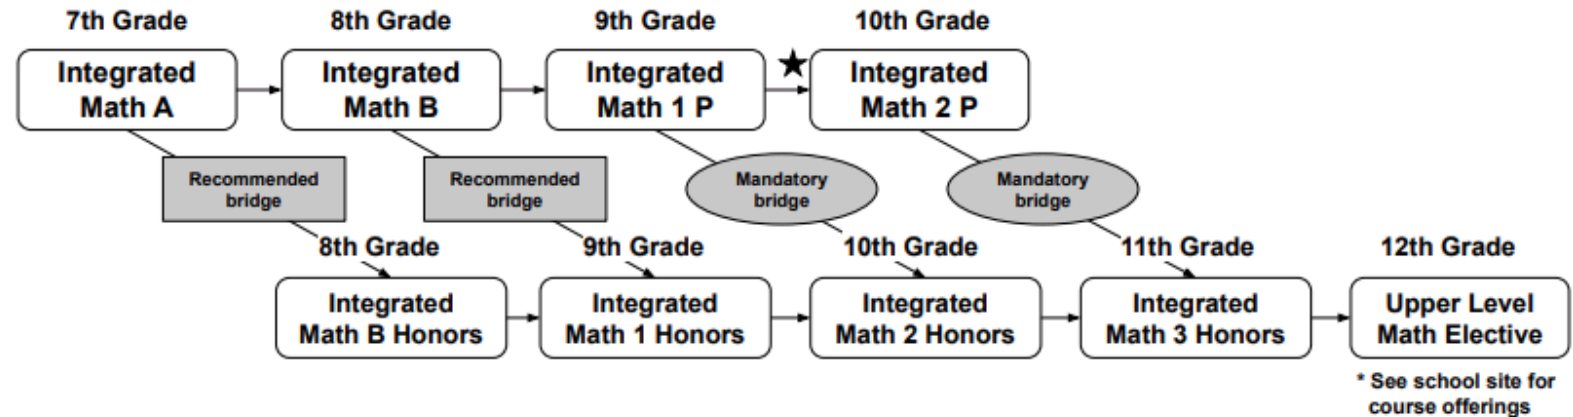 7th Grade
8th Grade
9th Grade
10th Grade
Integrated
Math A
Integrated
Math B
Integrated
Math 1 P
Integrated
Math 2 P
Recommended
bridge
Recommended
bridge
Mandatory
bridge
Mandatory
bridge
8th Grade
9th Grade
10th Grade
11th Grade
12th Grade
Integrated
Math B Honors
Integrated
Math 1 Honors
Integrated
Math 2 Honors
Integrated
Math 3 Honors
Upper Level
Math Elective
* See school site for
course offerings